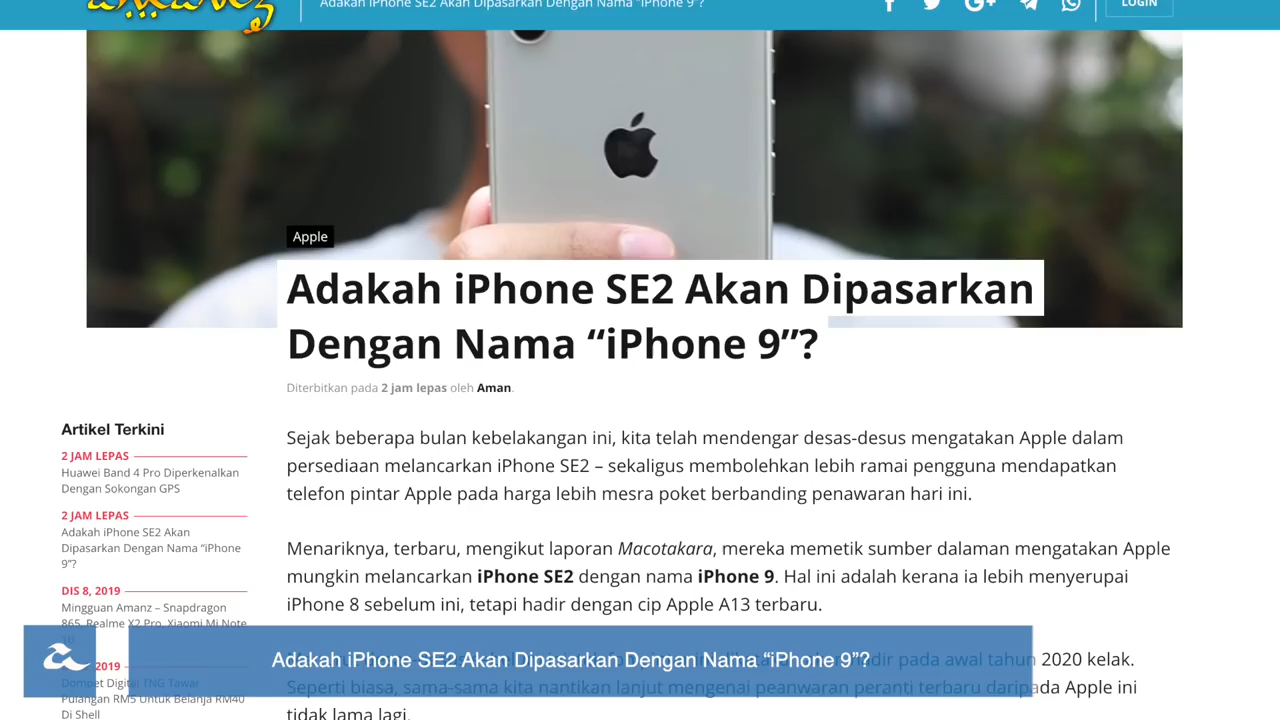 amanz
Adakah iPhone SE2 Akan Dipasarkan Dengan Nama “iPhone 9”?
LOGIN
Apple
Adakah iPhone SE2 Akan Dipasarkan
Dengan Nama “iPhone 9”?
Diterbitkan pada 2 jam lepas oleh Aman.
Sejak beberapa bulan kebelakangan ini, kita telah mendengar desas-desus mengatakan Apple dalam
persediaan melancarkan iPhone SE2 – sekaligus membolehkan lebih ramai pengguna mendapatkan
telefon pintar Apple pada harga lebih mesra poket berbanding penawaran hari ini.
Menariknya, terbaru, mengikut laporan Macotakara, mereka memetik sumber dalaman mengatakan Apple
mungkin melancarkan iPhone SE2 dengan nama iPhone 9. Hal ini adalah kerana ia lebih menyerupai
iPhone 8 sebelum ini, tetapi hadir dengan cip Apple A13 terbaru.
hadir pada awal tahun 2020 kelak.
Seperti biasa, sama-sama kita nantikan lanjut mengenai peanwaran peranti terbaru daripada Apple ini
tidak lama lagi.
Artikel Terkini
2 JAM LEPAS
Huawei Band 4 Pro Diperkenalkan
Dengan Sokongan GPS
2 JAM LEPAS
Adakah iPhone SE2 Akan
Dipasarkan Dengan Nama “iPhone
9”?
DIS 8, 2019
Mingguan Amanz – Snapdragon
865, Realme X2 Pro, Xiaomi Mi Note
10
2019
Dompet Digital TNG Tawar
Pulangan RM5 Untuk Belanja RM40
Di Shell
Adakah iPhone SE2 Akan Dipasarkan Dengan Nama “iPhone 9”?